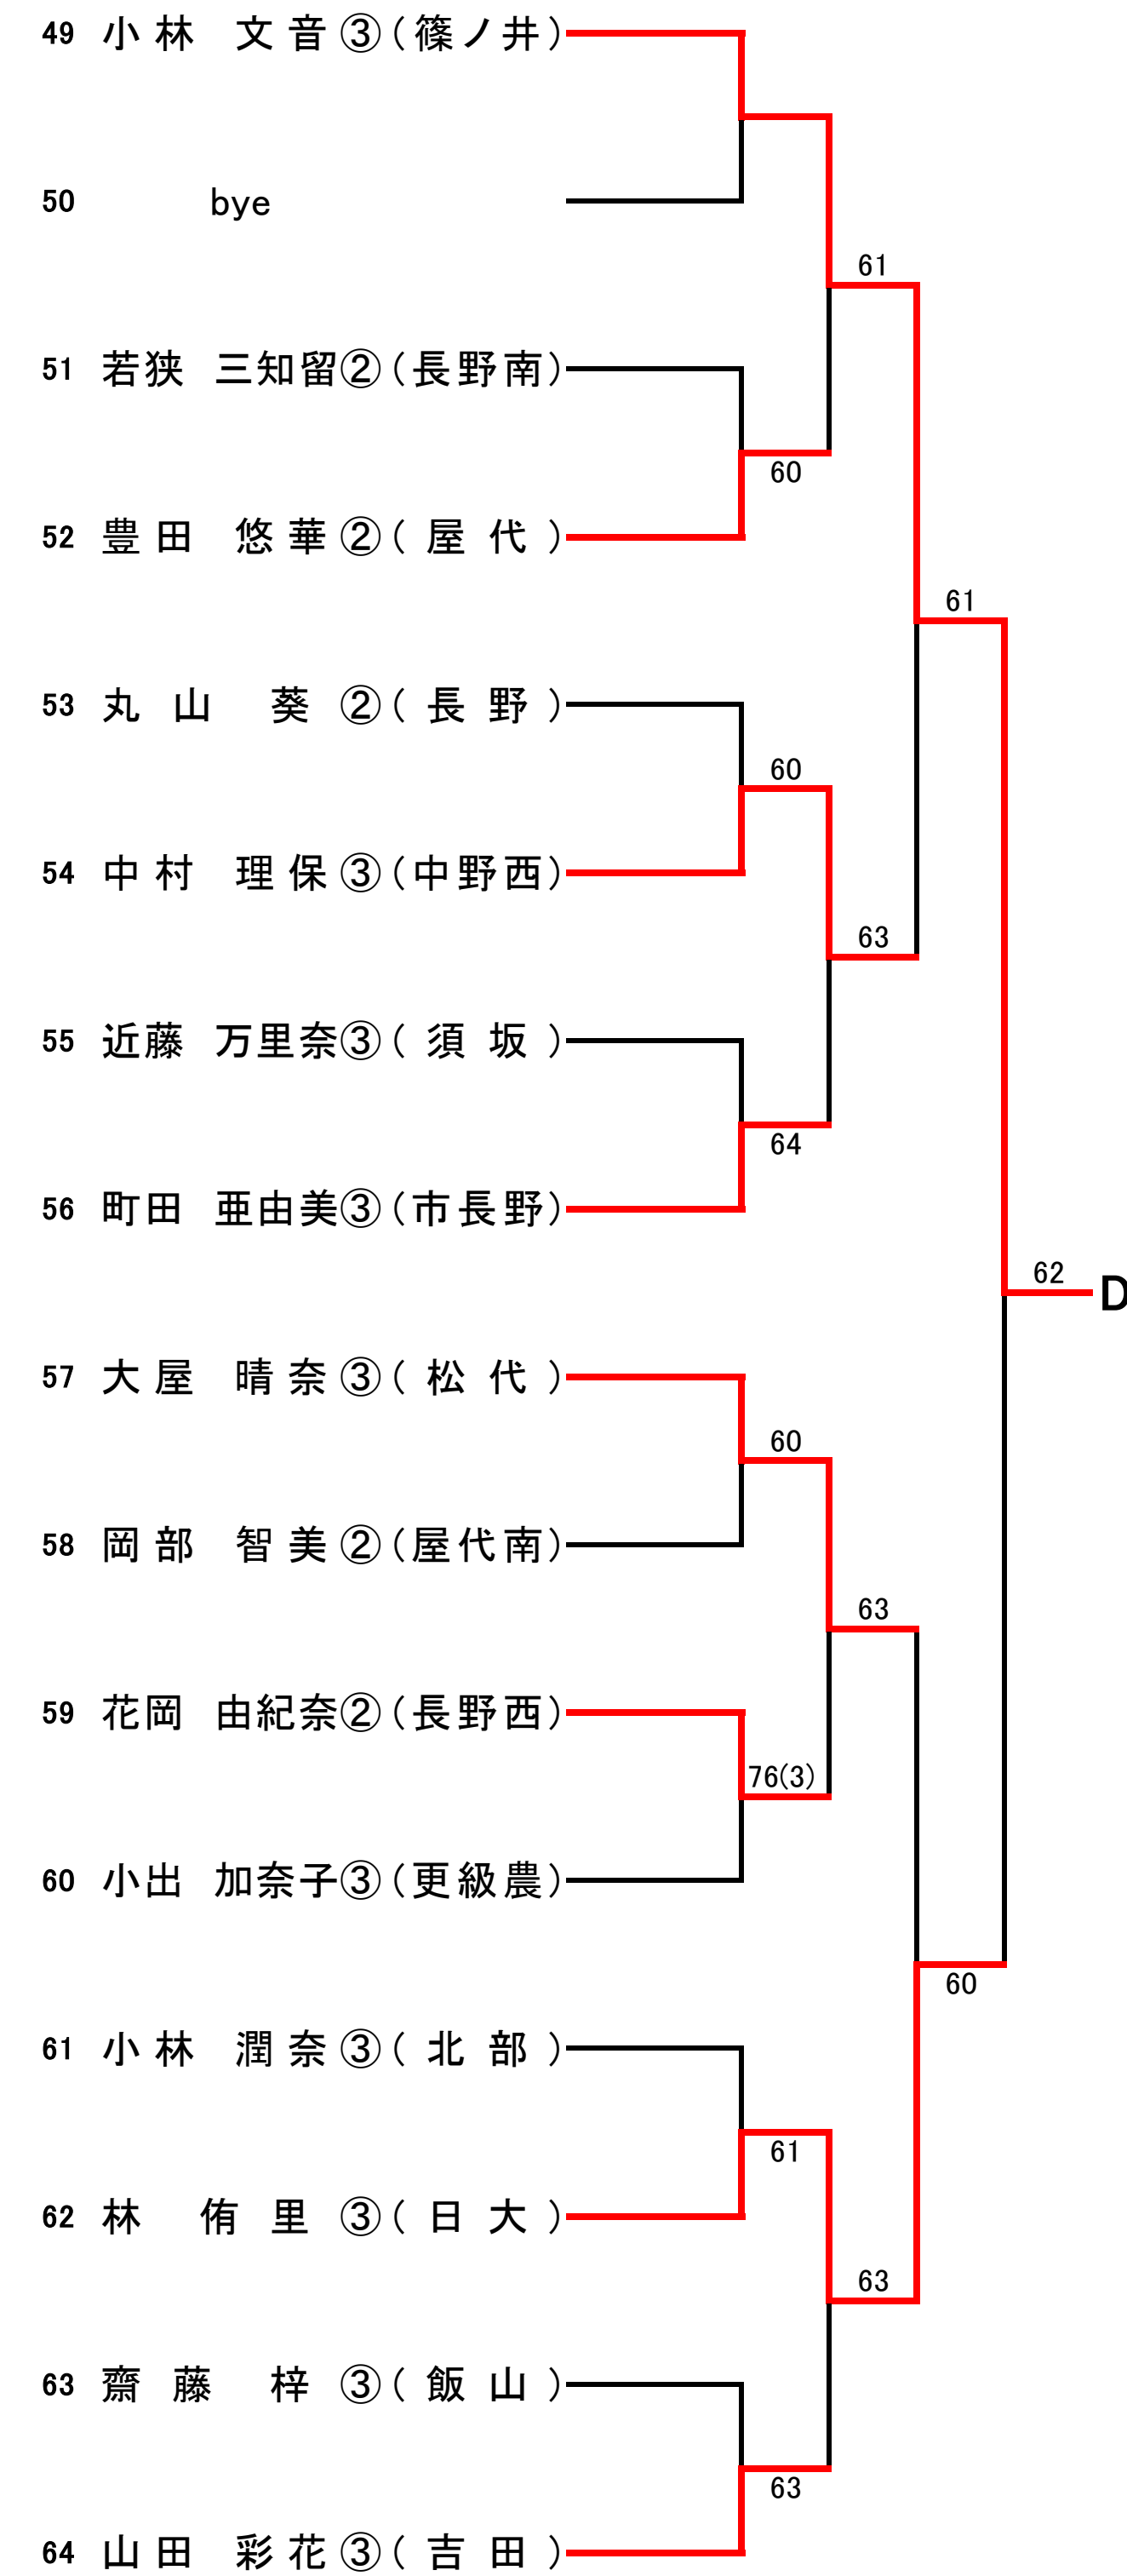 49 小林 文音③(篠ノ井)
50 bye
61
51 若狭 三知留②(長野南)
60
52 豊田 悠華②(屋代)
61
53 丸山 葵②(長野)
60
54 中村 理保③(中野西)
63
55 近藤 万里奈③(須坂)
64
56 町田 亜由美③(市長野)
62 D
57 大屋 晴奈③(松代)
60
58 岡部 智美②(屋代南)
63
59 花岡 由紀奈②(長野西)
76(3)
60 小出 加奈子③(更級農)
60
61 小林 潤奈③(北部)
61
62 林 侑里③(日大)
63
63 齋藤 梓③(飯山)
63
64 山田 彩花③(吉田)